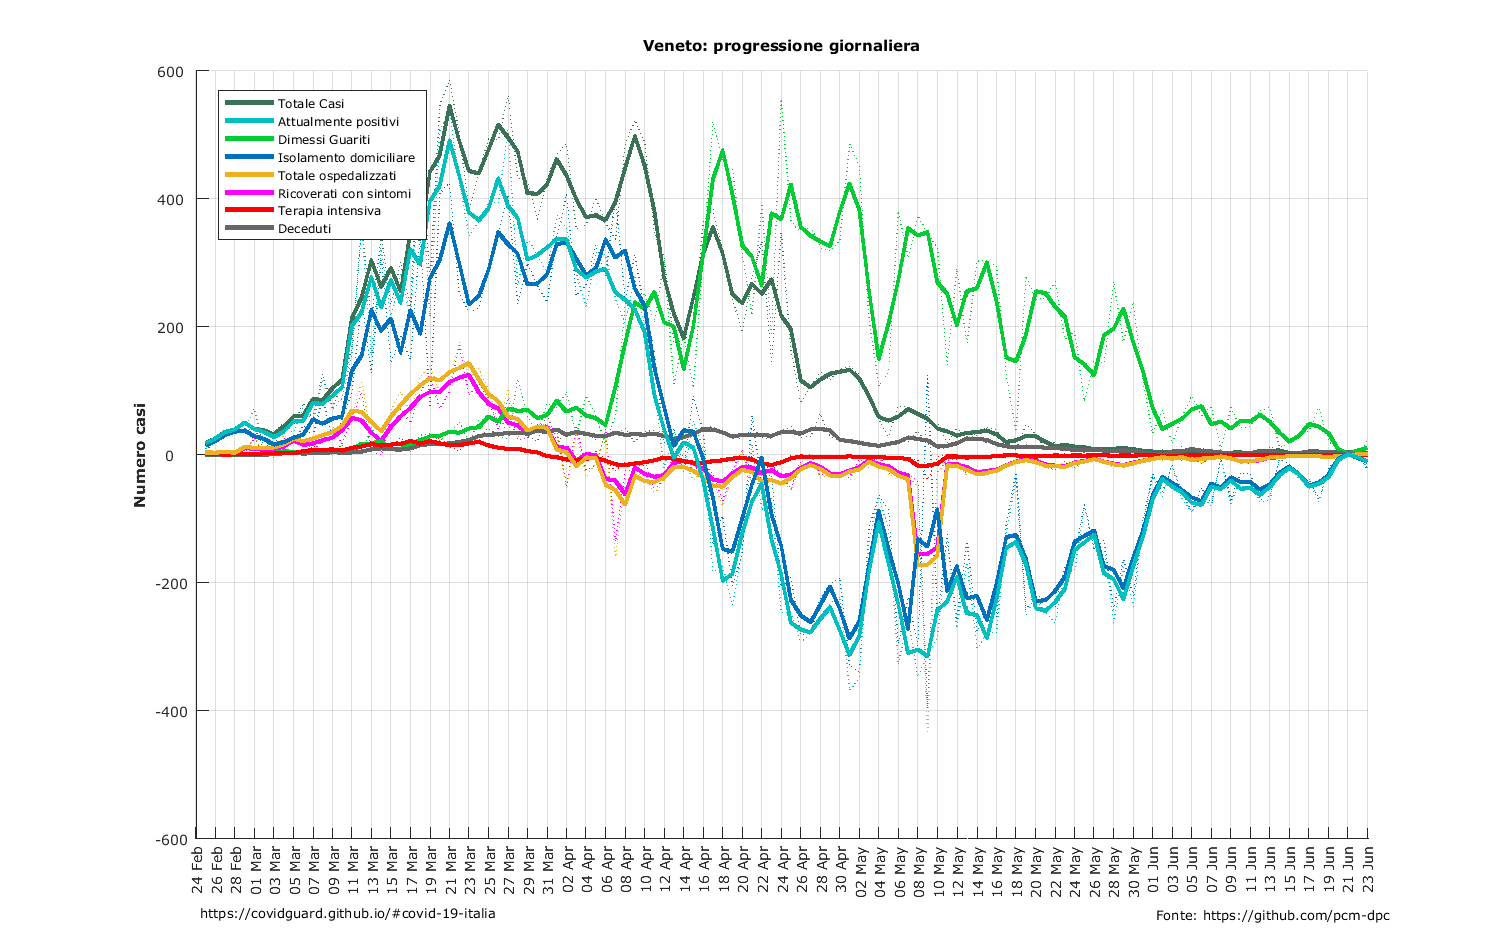 Veneto: progressione giornaliera
600
400
200
0
-200
-400
-600
Numero casi
Totale Casi
Attualmente positivi
Dimessi Guariti
Isolamento domiciliare
Totale ospedalizzati
Ricoverati con sintomi
Terapia intensiva
Deceduti
24 Feb
26 Feb
28 Feb
01 Mar
03 Mar
05 Mar
07 Mar
09 Mar
11 Mar
13 Mar
15 Mar
17 Mar
19 Mar
21 Mar
23 Mar
25 Mar
27 Mar
29 Mar
31 Mar
02 Apr
04 Apr
06 Apr
08 Apr
10 Apr
12 Apr
14 Apr
16 Apr
18 Apr
20 Apr
22 Apr
24 Apr
26 Apr
28 Apr
30 Apr
02 May
04 May
06 May
08 May
10 May
12 May
14 May
16 May
18 May
20 May
22 May
24 May
26 May
28 May
30 May
01 Jun
03 Jun
05 Jun
07 Jun
09 Jun
11 Jun
13 Jun
15 Jun
17 Jun
19 Jun
21 Jun
23 Jun
https://covidguard.github.io/#covid-19-italia
Fonte: https://github.com/pcm-dpc